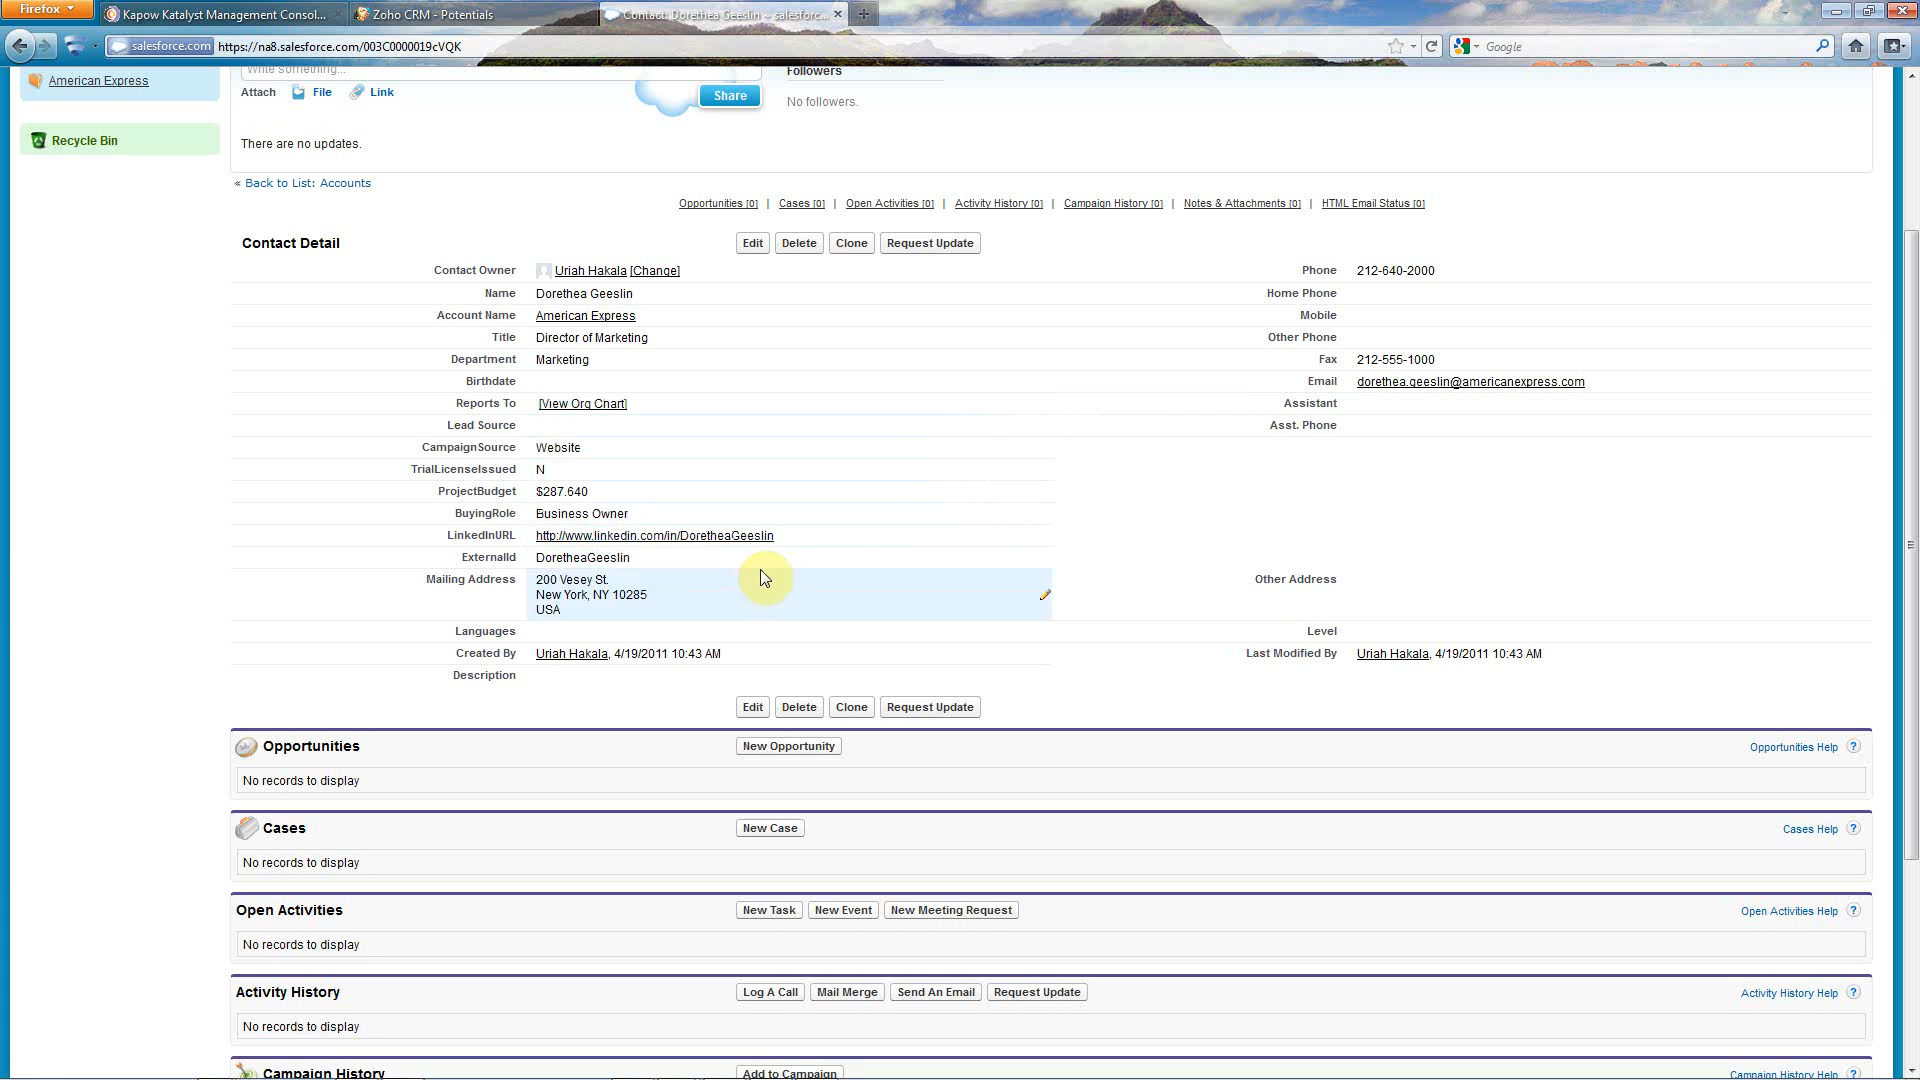 Firefox
Kapow Katalyst Management Consol...
Zoho CRM - Potentials
Contact: Dorethea Geeslin ~ salesforc...
salesforce.com https://na8.salesforce.com/003C0000019cVQK
Google
American Express
Recycle Bin
Write something...
Attach File Link
Share
Followers
No followers.
There are no updates.
« Back to List: Accounts
Opportunities [0] | Cases [0] | Open Activities [0] | Activity History [0] | Campaign History [0] | Notes & Attachments [0] | HTML Email Status [0]
Contact Detail
Edit Delete Clone Request Update
Contact Owner Uriah Hakala [Change] Phone 212-640-2000
Name Dorethea Geeslin Home Phone
Account Name American Express Mobile
Title Director of Marketing Other Phone
Department Marketing Fax 212-555-1000
Birthdate Email dorethea.geeslin@americanexpress.com
Reports To [View Org Chart] Assistant
Lead Source Asst. Phone
CampaignSource Website
TrialLicenseIssued N
ProjectBudget $287.640
BuyingRole Business Owner
LinkedInURL http://www.linkedin.com/in/DoretheaGeeslin
ExternalId DoretheaGeeslin
Mailing Address 200 Vesey St. Other Address
New York, NY 10285
USA
Languages Level
Created By Uriah Hakala, 4/19/2011 10:43 AM Last Modified By Uriah Hakala, 4/19/2011 10:43 AM
Description
Edit Delete Clone Request Update
Opportunities New Opportunity Opportunities Help ?
No records to display
Cases New Case Cases Help ?
No records to display
Open Activities New Task New Event New Meeting Request Open Activities Help ?
No records to display
Activity History Log A Call Mail Merge Send An Email Request Update Activity History Help ?
No records to display
Campaign History Add to Campaign Campaign History Help ?